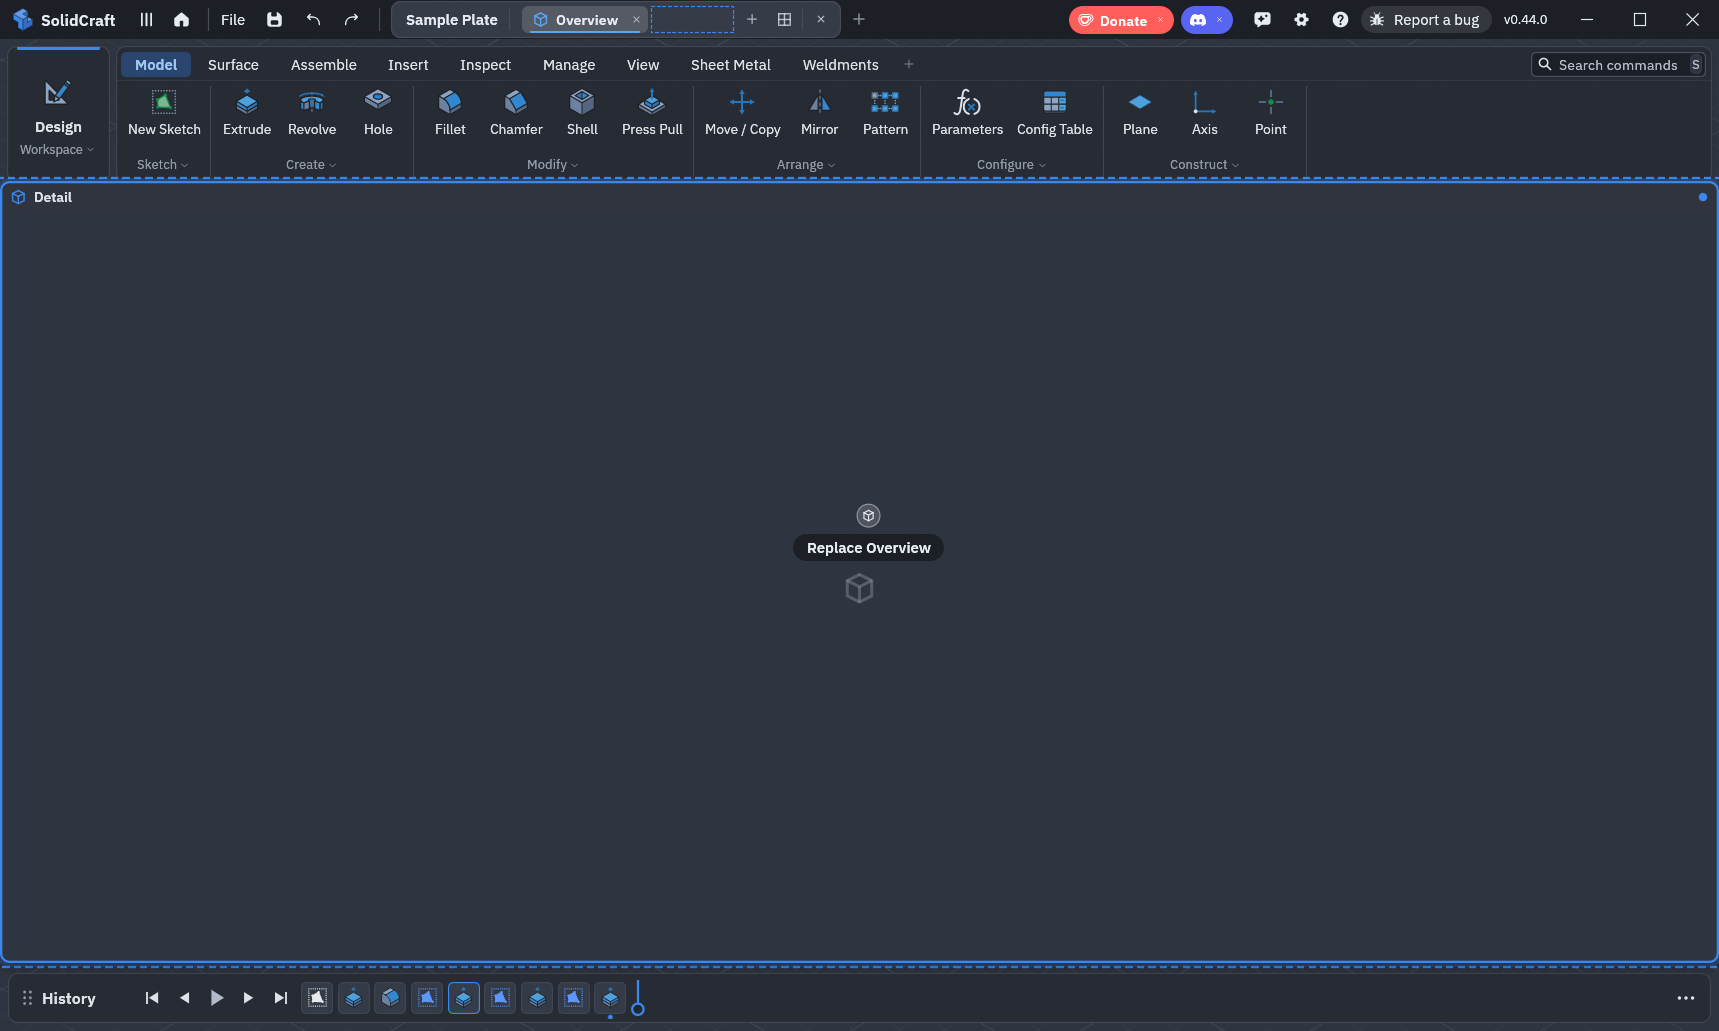 SolidCraft
File
Sample Plate
Overview
Donate
Report a bug
v0.44.0
Design
Workspace
Model
Surface
Assemble
Insert
Inspect
Manage
View
Sheet Metal
Weldments
Search commands
S
New Sketch
Extrude
Revolve
Hole
Fillet
Chamfer
Shell
Press Pull
Move / Copy
Mirror
Pattern
Parameters
Config Table
Plane
Axis
Point
Sketch
Create
Modify
Arrange
Configure
Construct
Detail
Replace Overview
History